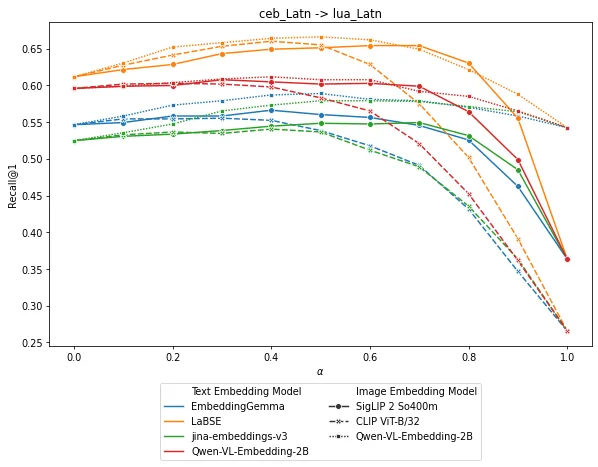 ceb_Latn -> lua_Latn
0.65
0.60
0.55
0.50
0.45
0.40
0.35
0.30
0.25
Recall@1
0.0 0.2 0.4 0.6 0.8 1.0
α
Text Embedding Model
EmbeddingGemma
LaBSE
jina-embeddings-v3
Qwen-VL-Embedding-2B
Image Embedding Model
SigLIP 2 So400m
CLIP ViT-B/32
Qwen-VL-Embedding-2B